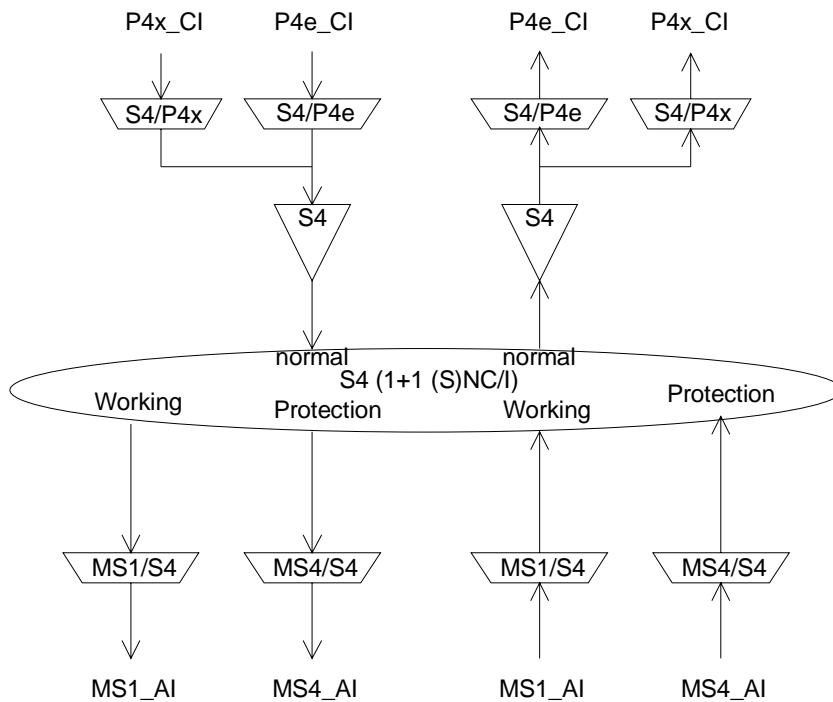 P4x_CI P4e_CI P4e_CI P4x_CI
S4/P4x S4/P4e S4/P4e S4/P4x
S4 S4
normal normal
S4 (1+1 (S)NC/I)
Working Protection Working Protection
MS1/S4 MS4/S4 MS1/S4 MS4/S4
MS1_AI MS4_AI MS1_AI MS4_AI